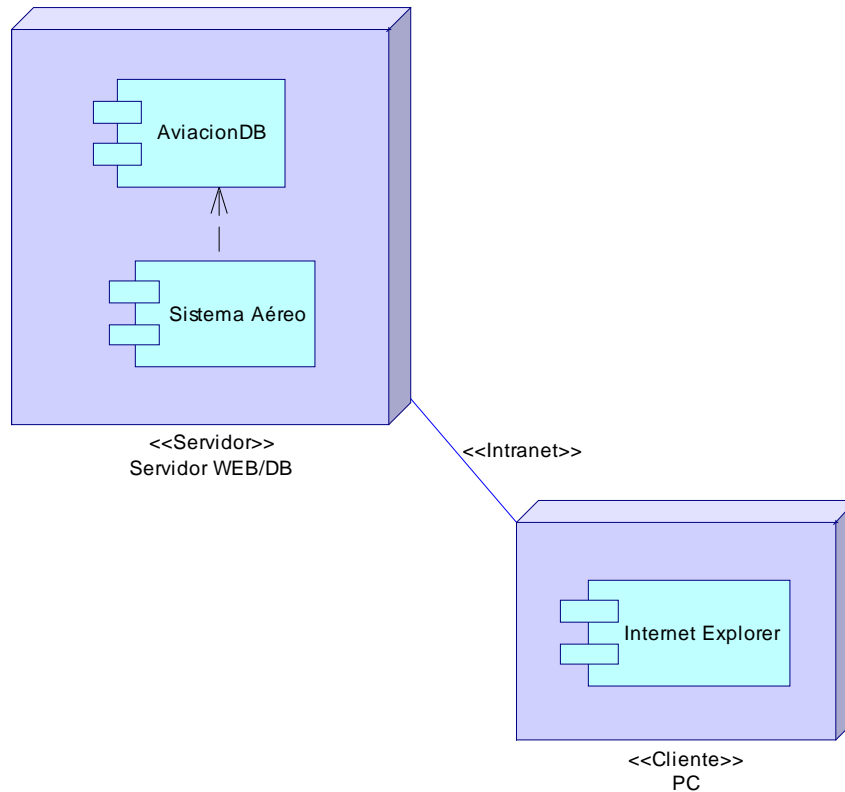 AviacionDB
Sistema Aéreo
<<Servidor>>
Servidor WEB/DB
<<Intranet>>
Internet Explorer
<<Cliente>>
PC